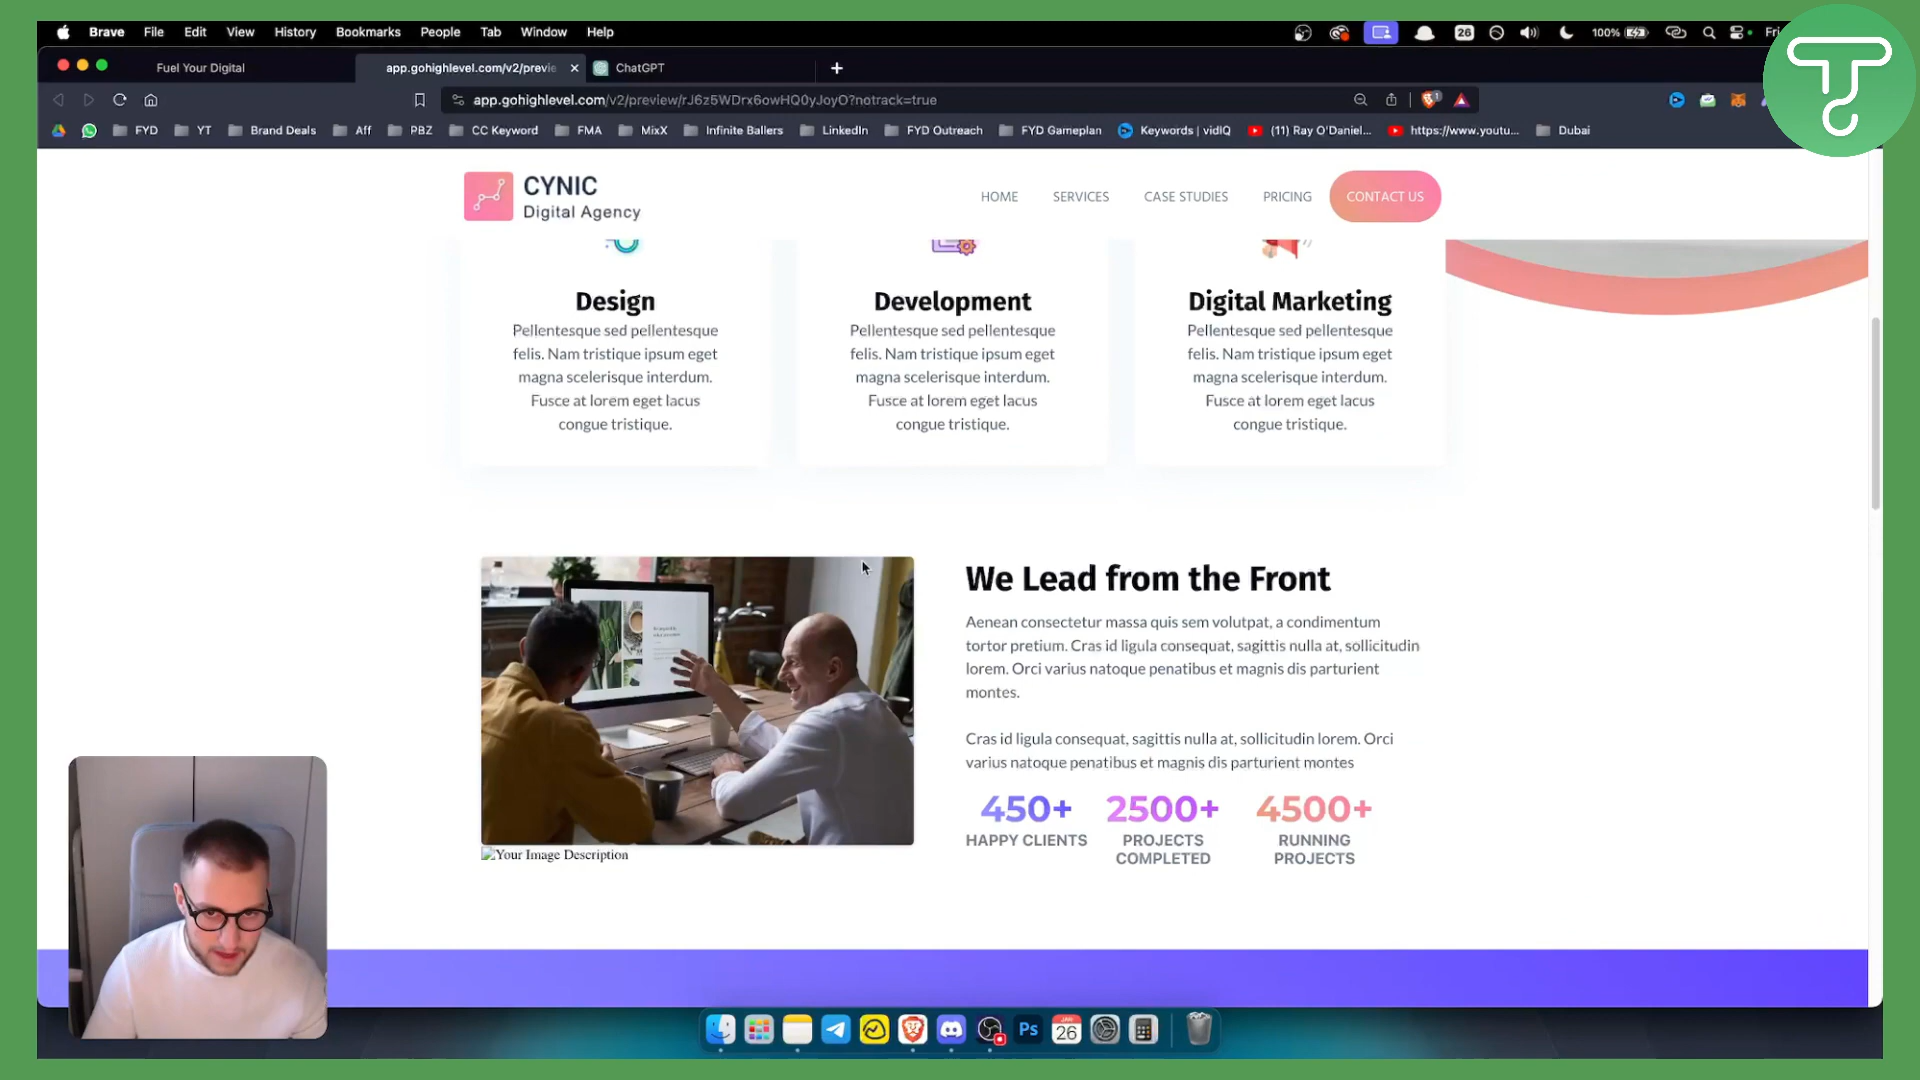 Brave File Edit View History Bookmarks People Tab Window Help
26 100% Fri
Fuel Your Digital app.gohighlevel.com/v2/previe ChatGPT
app.gohighlevel.com/v2/preview/rJ6z5WDrx6owHQ0yJoyO?notrack=true
FYD YT Brand Deals Aff PBZ CC Keyword FMA MixX Infinite Ballers LinkedIn FYD Outreach FYD Gameplan Keywords | vidIQ (11) Ray O'Daniel... https://www.youtu... Dubai
CYNIC
Digital Agency
HOME SERVICES CASE STUDIES PRICING CONTACT US
Design
Pellentesque sed pellentesque
felis. Nam tristique ipsum eget
magna scelerisque interdum.
Fusce at lorem eget lacus
congue tristique.
Development
Pellentesque sed pellentesque
felis. Nam tristique ipsum eget
magna scelerisque interdum.
Fusce at lorem eget lacus
congue tristique.
Digital Marketing
Pellentesque sed pellentesque
felis. Nam tristique ipsum eget
magna scelerisque interdum.
Fusce at lorem eget lacus
congue tristique.
We Lead from the Front
Aenean consectetur massa quis sem volutpat, a condimentum
tortor pretium. Cras id ligula consequat, sagittis nulla at, sollicitudin
lorem. Orci varius natoque penatibus et magnis dis parturient
montes.
Cras id ligula consequat, sagittis nulla at, sollicitudin lorem. Orci
varius natoque penatibus et magnis dis parturient montes
450+
HAPPY CLIENTS
2500+
PROJECTS
COMPLETED
4500+
RUNNING
PROJECTS
Your Image Description
Ps
JAN
26